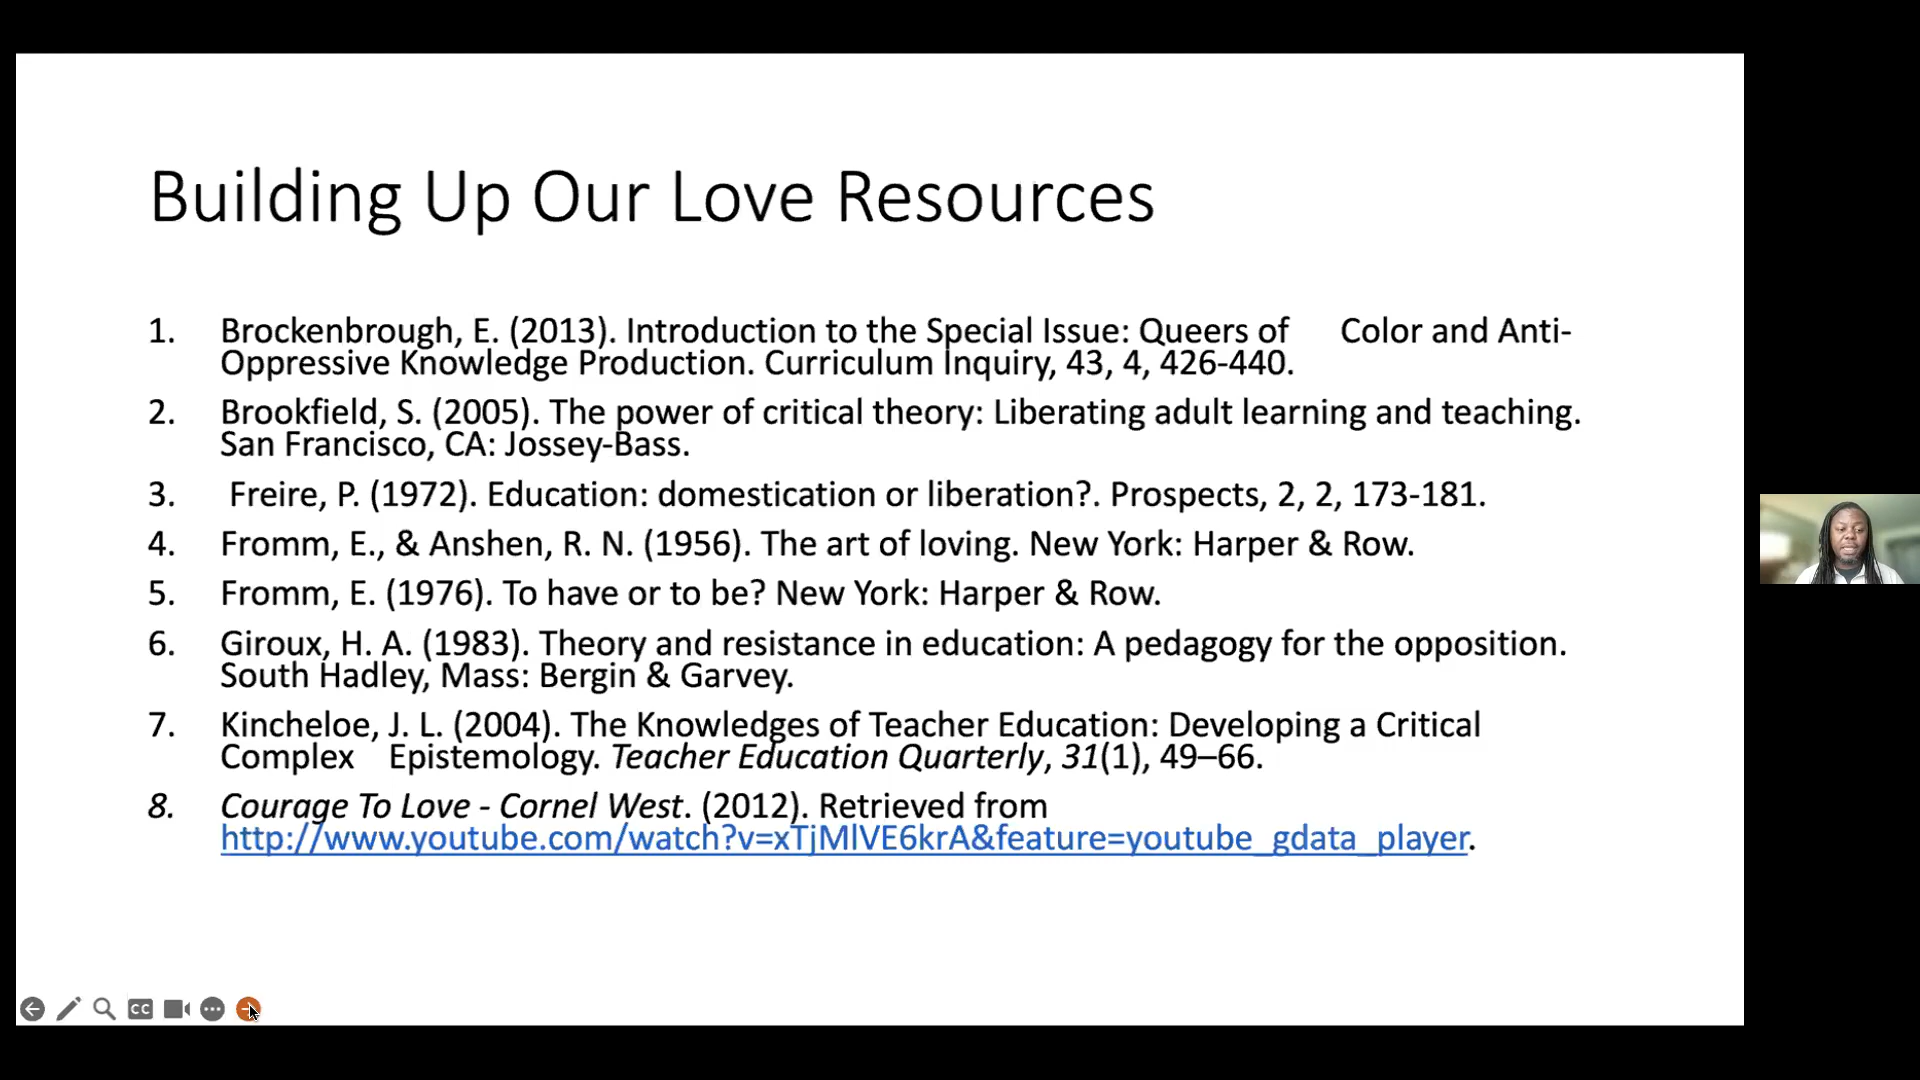 Building Up Our Love Resources
1. Brockenbrough, E. (2013). Introduction to the Special Issue: Queers of Color and Anti-
Oppressive Knowledge Production. Curriculum Inquiry, 43, 4, 426-440.
2. Brookfield, S. (2005). The power of critical theory: Liberating adult learning and teaching.
San Francisco, CA: Jossey-Bass.
3. Freire, P. (1972). Education: domestication or liberation?. Prospects, 2, 2, 173-181.
4. Fromm, E., & Anshen, R. N. (1956). The art of loving. New York: Harper & Row.
5. Fromm, E. (1976). To have or to be? New York: Harper & Row.
6. Giroux, H. A. (1983). Theory and resistance in education: A pedagogy for the opposition.
South Hadley, Mass: Bergin & Garvey.
7. Kincheloe, J. L. (2004). The Knowledges of Teacher Education: Developing a Critical
Complex Epistemology. Teacher Education Quarterly, 31(1), 49–66.
8. Courage To Love - Cornel West. (2012). Retrieved from
http://www.youtube.com/watch?v=xTjMlVE6krA&feature=youtube_gdata_player.
CC